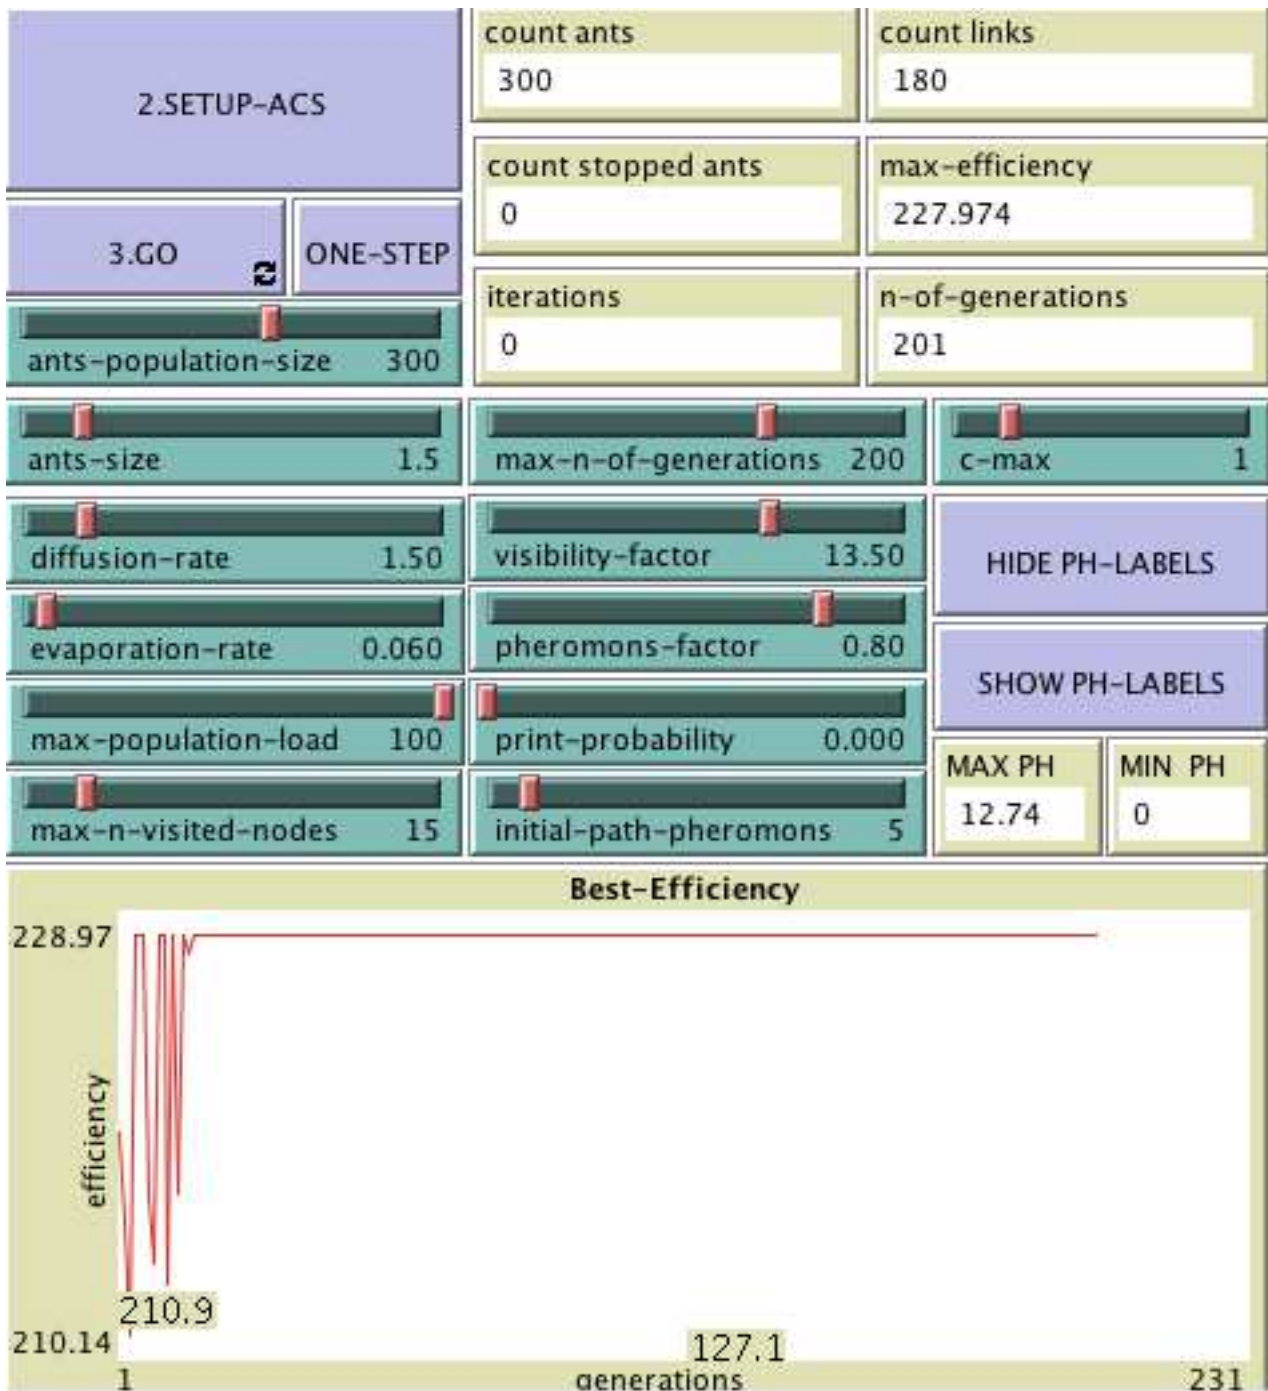 2.SETUP-ACS
count ants
300
count links
180
count stopped ants
0
max-efficiency
227.974
3.GO
ONE-STEP
iterations
0
n-of-generations
201
ants-population-size 300
ants-size 1.5
max-n-of-generations 200
c-max 1
diffusion-rate 1.50
visibility-factor 13.50
HIDE PH-LABELS
evaporation-rate 0.060
pheromons-factor 0.80
SHOW PH-LABELS
max-population-load 100
print-probability 0.000
MAX PH
12.74
MIN PH
0
max-n-visited-nodes 15
initial-path-pheromons 5
Best-Efficiency
228.97
efficiency
210.9
210.14
127.1
1
generations
231